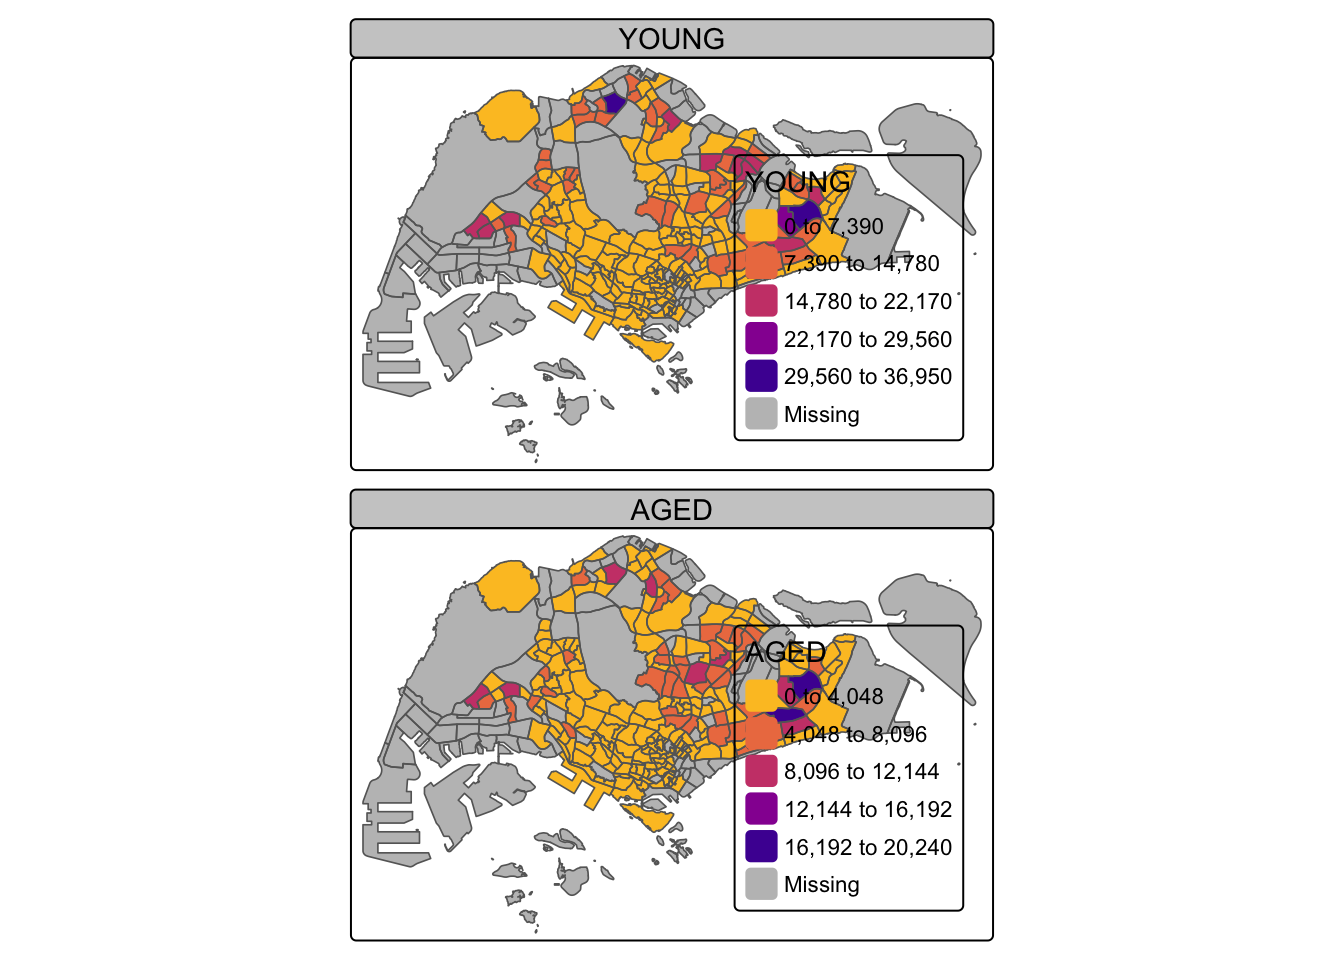 YOUNG
YOUNG
0 to 7,390
7,390 to 14,780
14,780 to 22,170
22,170 to 29,560
29,560 to 36,950
Missing
AGED
AGED
0 to 4,048
4,048 to 8,096
8,096 to 12,144
12,144 to 16,192
16,192 to 20,240
Missing